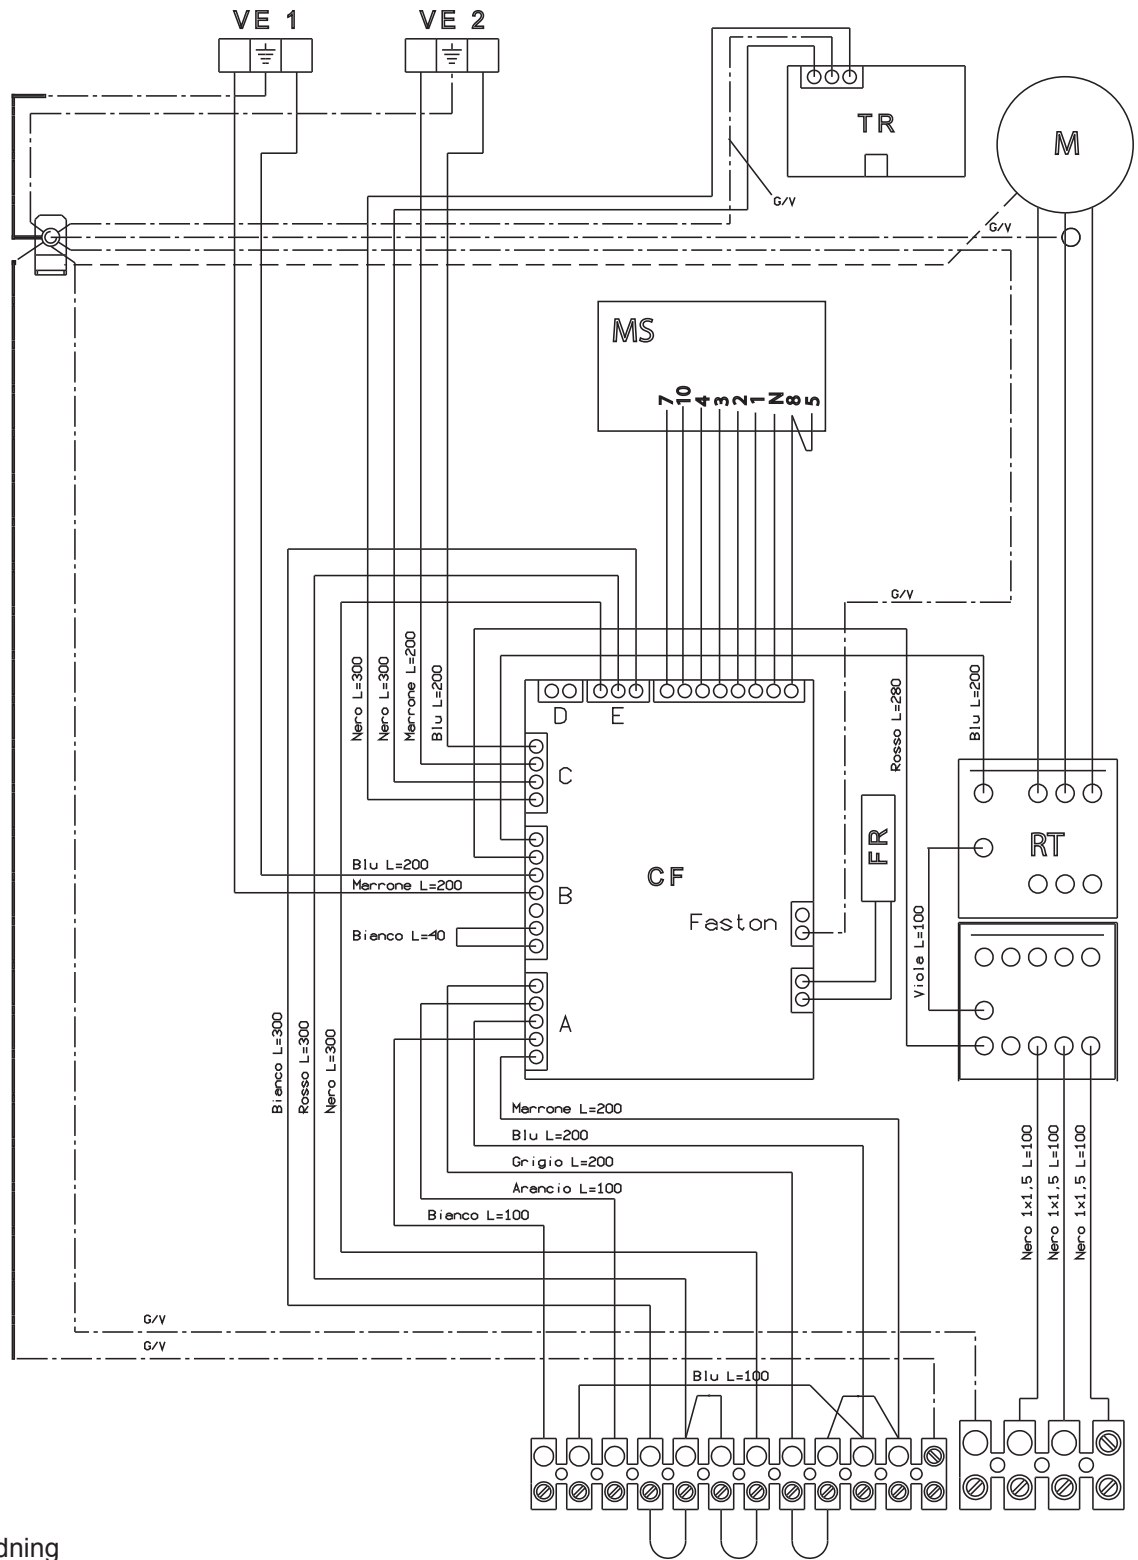 VE 1
VE 2
TR
M
G/V
G/V
MS
7
10
4
3
2
1
N
8
5
G/V
Nero L=300
Nero L=300
Marrone L=200
Blu L=200
Rosso L=280
Blu L=200
D
E
C
RT
FR
CF
Blu L=200
Marrone L=200
B
Faston
Bianco L=40
Viola L=100
A
Bianco L=300
Rosso L=300
Nero L=300
Marrone L=200
Blu L=200
Grigio L=200
Arancio L=100
Bianco L=100
Nero 1x1,5 L=100
Nero 1x1,5 L=100
Nero 1x1,5 L=100
G/V
G/V
Blu L=100